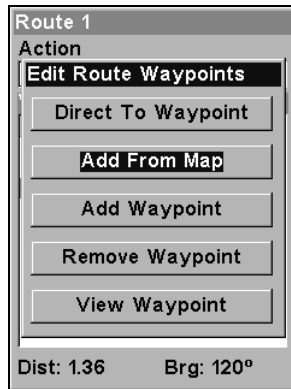 Route 1
Action
Edit Route Waypoints
Direct To Waypoint
Add From Map
Add Waypoint
Remove Waypoint
View Waypoint
Dist: 1.36 Brg: 120º